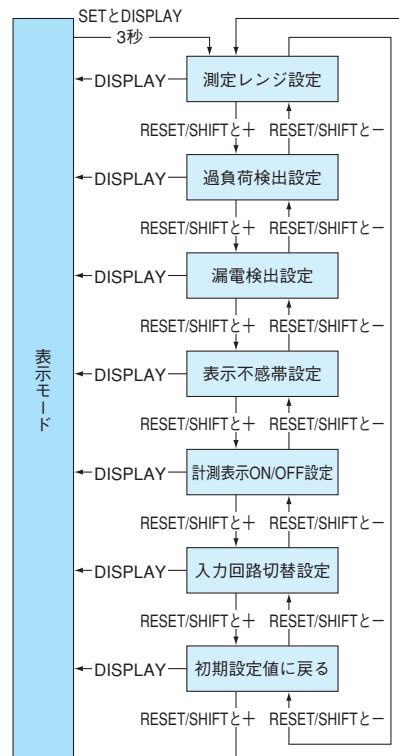 SETとDISPLAY
3秒
DISPLAY
測定レンジ設定
RESET/SHIFTと＋ RESET/SHIFTとー
DISPLAY
過負荷検出設定
RESET/SHIFTと＋ RESET/SHIFTとー
DISPLAY
漏電検出設定
RESET/SHIFTと＋ RESET/SHIFTとー
表示モード
DISPLAY
表示不感帯設定
RESET/SHIFTと＋ RESET/SHIFTとー
DISPLAY
計測表示ON/OFF設定
RESET/SHIFTと＋ RESET/SHIFTとー
DISPLAY
入力回路切替設定
RESET/SHIFTと＋ RESET/SHIFTとー
DISPLAY
初期設定値に戻る
RESET/SHIFTと＋ RESET/SHIFTとー